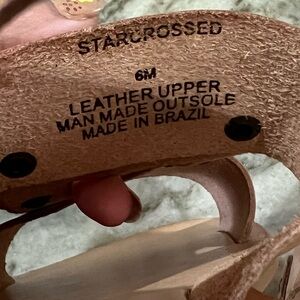 STARCROSSED
6M
LEATHER UPPER
MAN MADE OUTSOLE
MADE IN BRAZIL